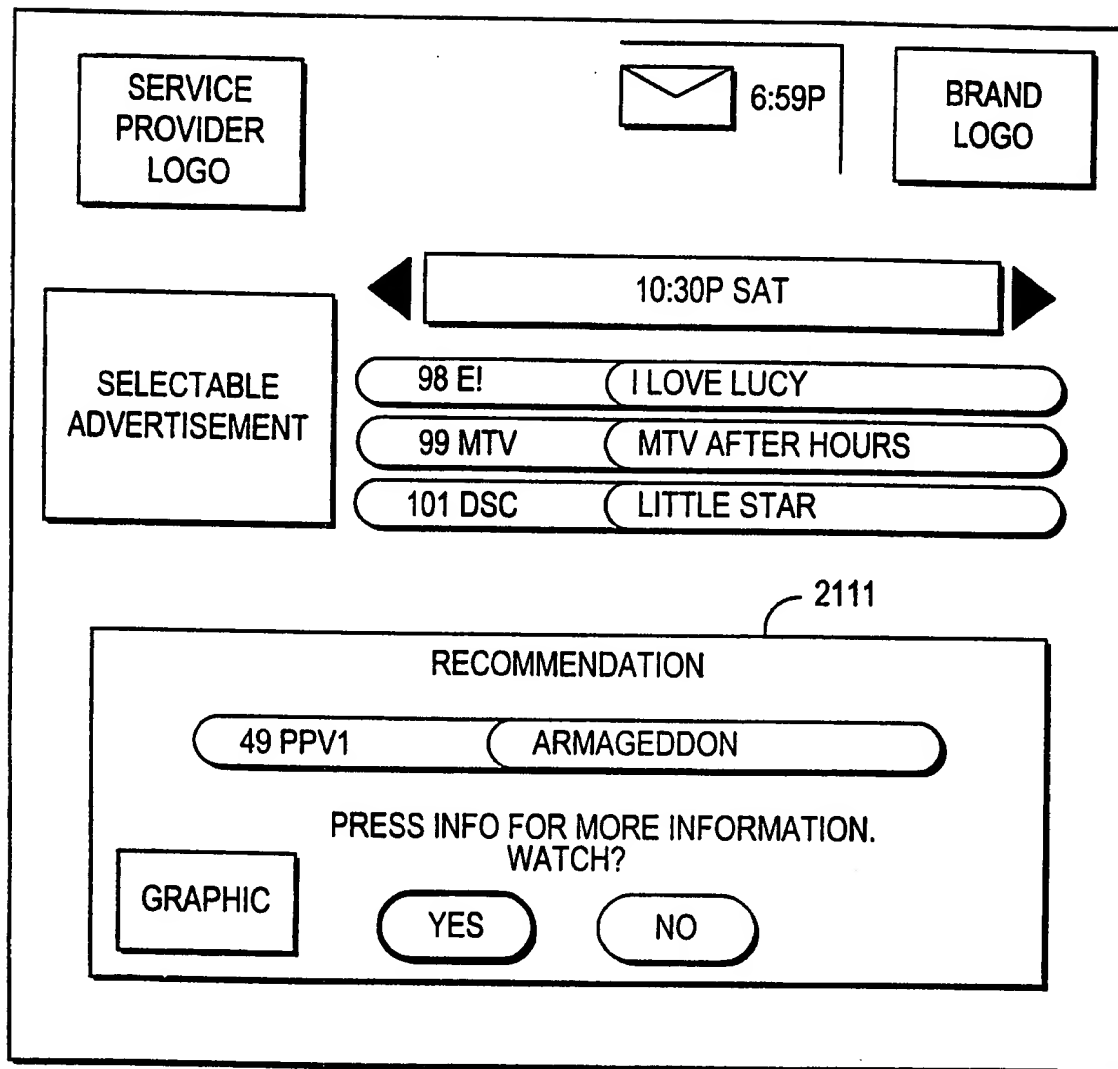 SERVICE
PROVIDER
LOGO
6:59P
BRAND
LOGO
10:30P SAT
SELECTABLE
ADVERTISEMENT
98 E! I LOVE LUCY
99 MTV MTV AFTER HOURS
101 DSC LITTLE STAR
2111
RECOMMENDATION
49 PPV1 ARMAGEDDON
PRESS INFO FOR MORE INFORMATION.
WATCH?
GRAPHIC
YES NO